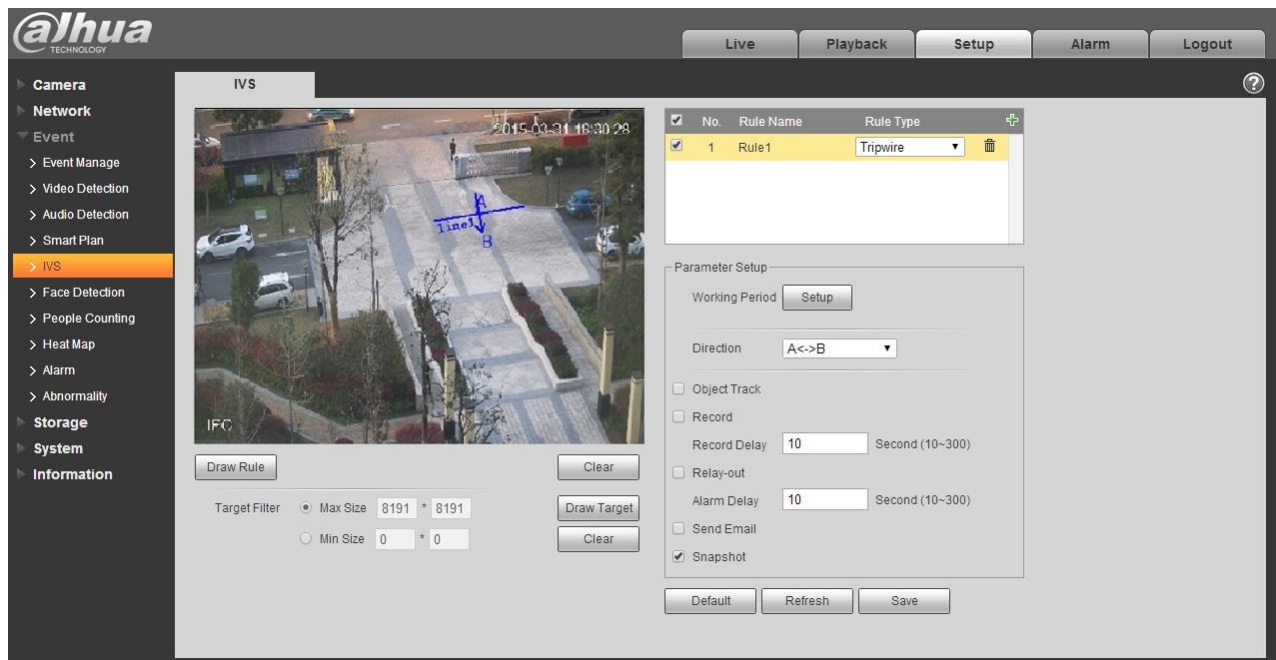 alhua
TECHNOLOGY
Live
Playback
Setup
Alarm
Logout
Camera
Network
Event
Event Manage
Video Detection
Audio Detection
Smart Plan
IVS
Face Detection
People Counting
Heat Map
Alarm
Abnormality
Storage
System
Information
IVS
?
2015-03-31 18:30:28
A
line1
B
IPC
Draw Rule
Clear
Target Filter Max Size 8191 * 8191 Draw Target
Min Size 0 * 0 Clear
No. Rule Name Rule Type
1 Rule1 Tripwire
Parameter Setup
Working Period Setup
Direction A<->B
Object Track
Record
Record Delay 10 Second (10~300)
Relay-out
Alarm Delay 10 Second (10~300)
Send Email
Snapshot
Default Refresh Save